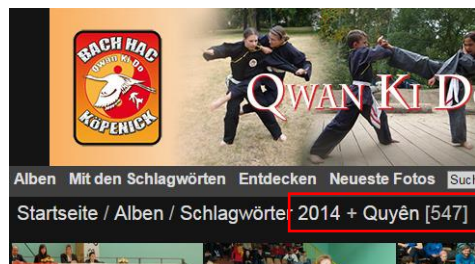 BACH HAC
Qwan Ki Do
KÖPENICK
QWAN KI DO
Alben Mit den Schlagwörten Entdecken Neueste Fotos Such
Startseite / Alben / Schlagwörter 2014 + Quyên [547]